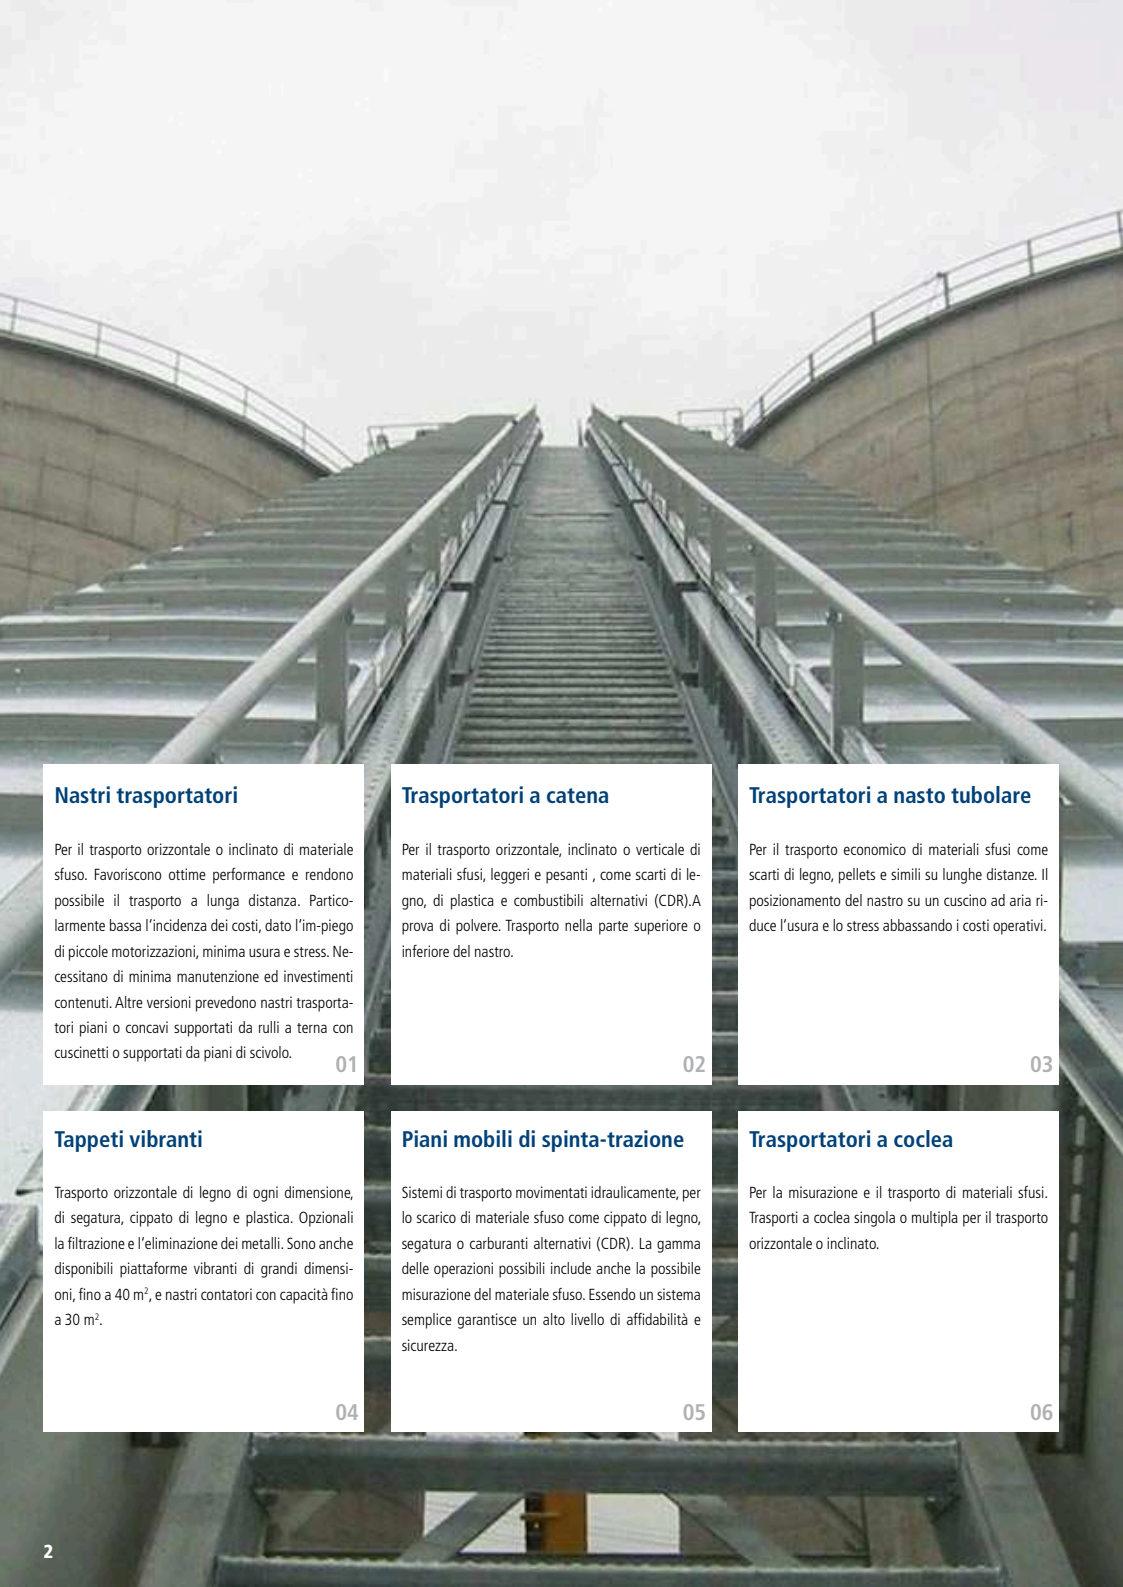 Nastri trasportatori
Per il trasporto orizzontale o inclinato di materiale
sfuso. Favoriscono ottime performance e rendono
possibile il trasporto a lunga distanza. Partico-
larmente bassa l’incidenza dei costi, dato l’im-piego
di piccole motorizzazioni, minima usura e stress. Ne-
cessitano di minima manutenzione ed investimenti
contenuti. Altre versioni prevedono nastri trasporta-
tori piani o concavi supportati da rulli a terna con
cuscinetti o supportati da piani di scivolo.
01
Trasportatori a catena
Per il trasporto orizzontale, inclinato o verticale di
materiali sfusi, leggeri e pesanti , come scarti di le-
gno, di plastica e combustibili alternativi (CDR).A
prova di polvere. Trasporto nella parte superiore o
inferiore del nastro.
02
Trasportatori a nasto tubolare
Per il trasporto economico di materiali sfusi come
scarti di legno, pellets e simili su lunghe distanze. Il
posizionamento del nastro su un cuscino ad aria ri-
duce l’usura e lo stress abbassando i costi operativi.
03
Tappeti vibranti
Trasporto orizzontale di legno di ogni dimensione,
di segatura, cippato di legno e plastica. Opzionali
la filtrazione e l’eliminazione dei metalli. Sono anche
disponibili piattaforme vibranti di grandi dimensi-
oni, fino a 40 m², e nastri contatori con capacità fino
a 30 m².
04
Piani mobili di spinta-trazione
Sistemi di trasporto movimentati idraulicamente, per
lo scarico di materiale sfuso come cippato di legno,
segatura o carburanti alternativi (CDR). La gamma
delle operazioni possibili include anche la possibile
misurazione del materiale sfuso. Essendo un sistema
semplice garantisce un alto livello di affidabilità e
sicurezza.
05
Trasportatori a coclea
Per la misurazione e il trasporto di materiali sfusi.
Trasporti a coclea singola o multipla per il trasporto
orizzontale o inclinato.
06
2